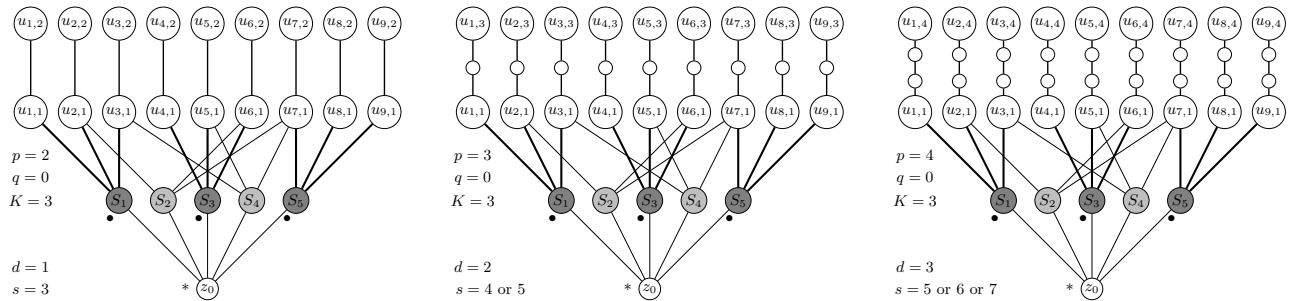 u1,2 u2,2 u3,2 u4,2 u5,2 u6,2 u7,2 u8,2 u9,2
u1,1 u2,1 u3,1 u4,1 u5,1 u6,1 u7,1 u8,1 u9,1
p = 2
q = 0
K = 3
S1 S2 S3 S4 S5
d = 1
s = 3
* z0
u1,3 u2,3 u3,3 u4,3 u5,3 u6,3 u7,3 u8,3 u9,3
u1,1 u2,1 u3,1 u4,1 u5,1 u6,1 u7,1 u8,1 u9,1
p = 3
q = 0
K = 3
S1 S2 S3 S4 S5
d = 2
s = 4 or 5
* z0
u1,4 u2,4 u3,4 u4,4 u5,4 u6,4 u7,4 u8,4 u9,4
u1,1 u2,1 u3,1 u4,1 u5,1 u6,1 u7,1 u8,1 u9,1
p = 4
q = 0
K = 3
S1 S2 S3 S4 S5
d = 3
s = 5 or 6 or 7
* z0